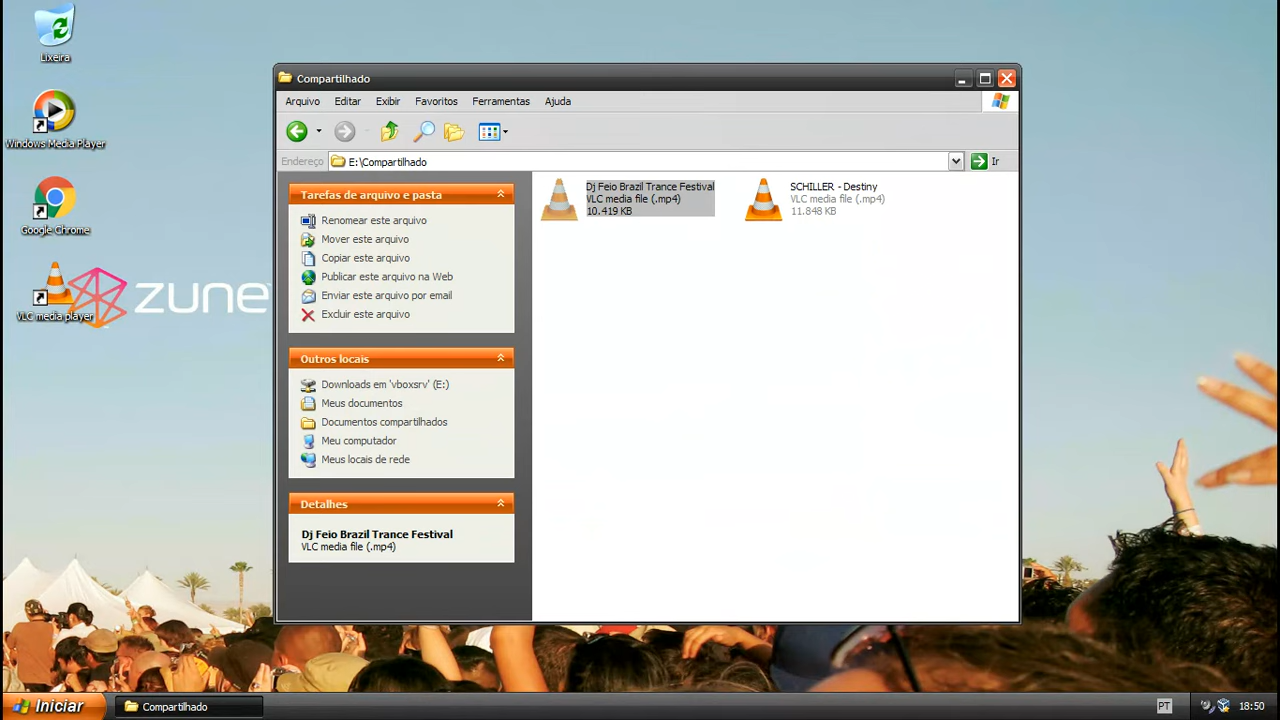 Lixeira
Windows Media Player
Google Chrome
VLC media player
zune
Compartilhado
Arquivo Editar Exibir Favoritos Ferramentas Ajuda
Endereço E:\Compartilhado Ir
Tarefas de arquivo e pasta
Renomear este arquivo
Mover este arquivo
Copiar este arquivo
Publicar este arquivo na Web
Enviar este arquivo por email
Excluir este arquivo
Outros locais
Downloads em 'vboxsrv' (E:)
Meus documentos
Documentos compartilhados
Meu computador
Meus locais de rede
Detalhes
Dj Feio Brazil Trance Festival
VLC media file (.mp4)
Dj Feio Brazil Trance Festival
VLC media file (.mp4)
10.419 KB
SCHILLER - Destiny
VLC media file (.mp4)
11.848 KB
Iniciar Compartilhado PT 18:50